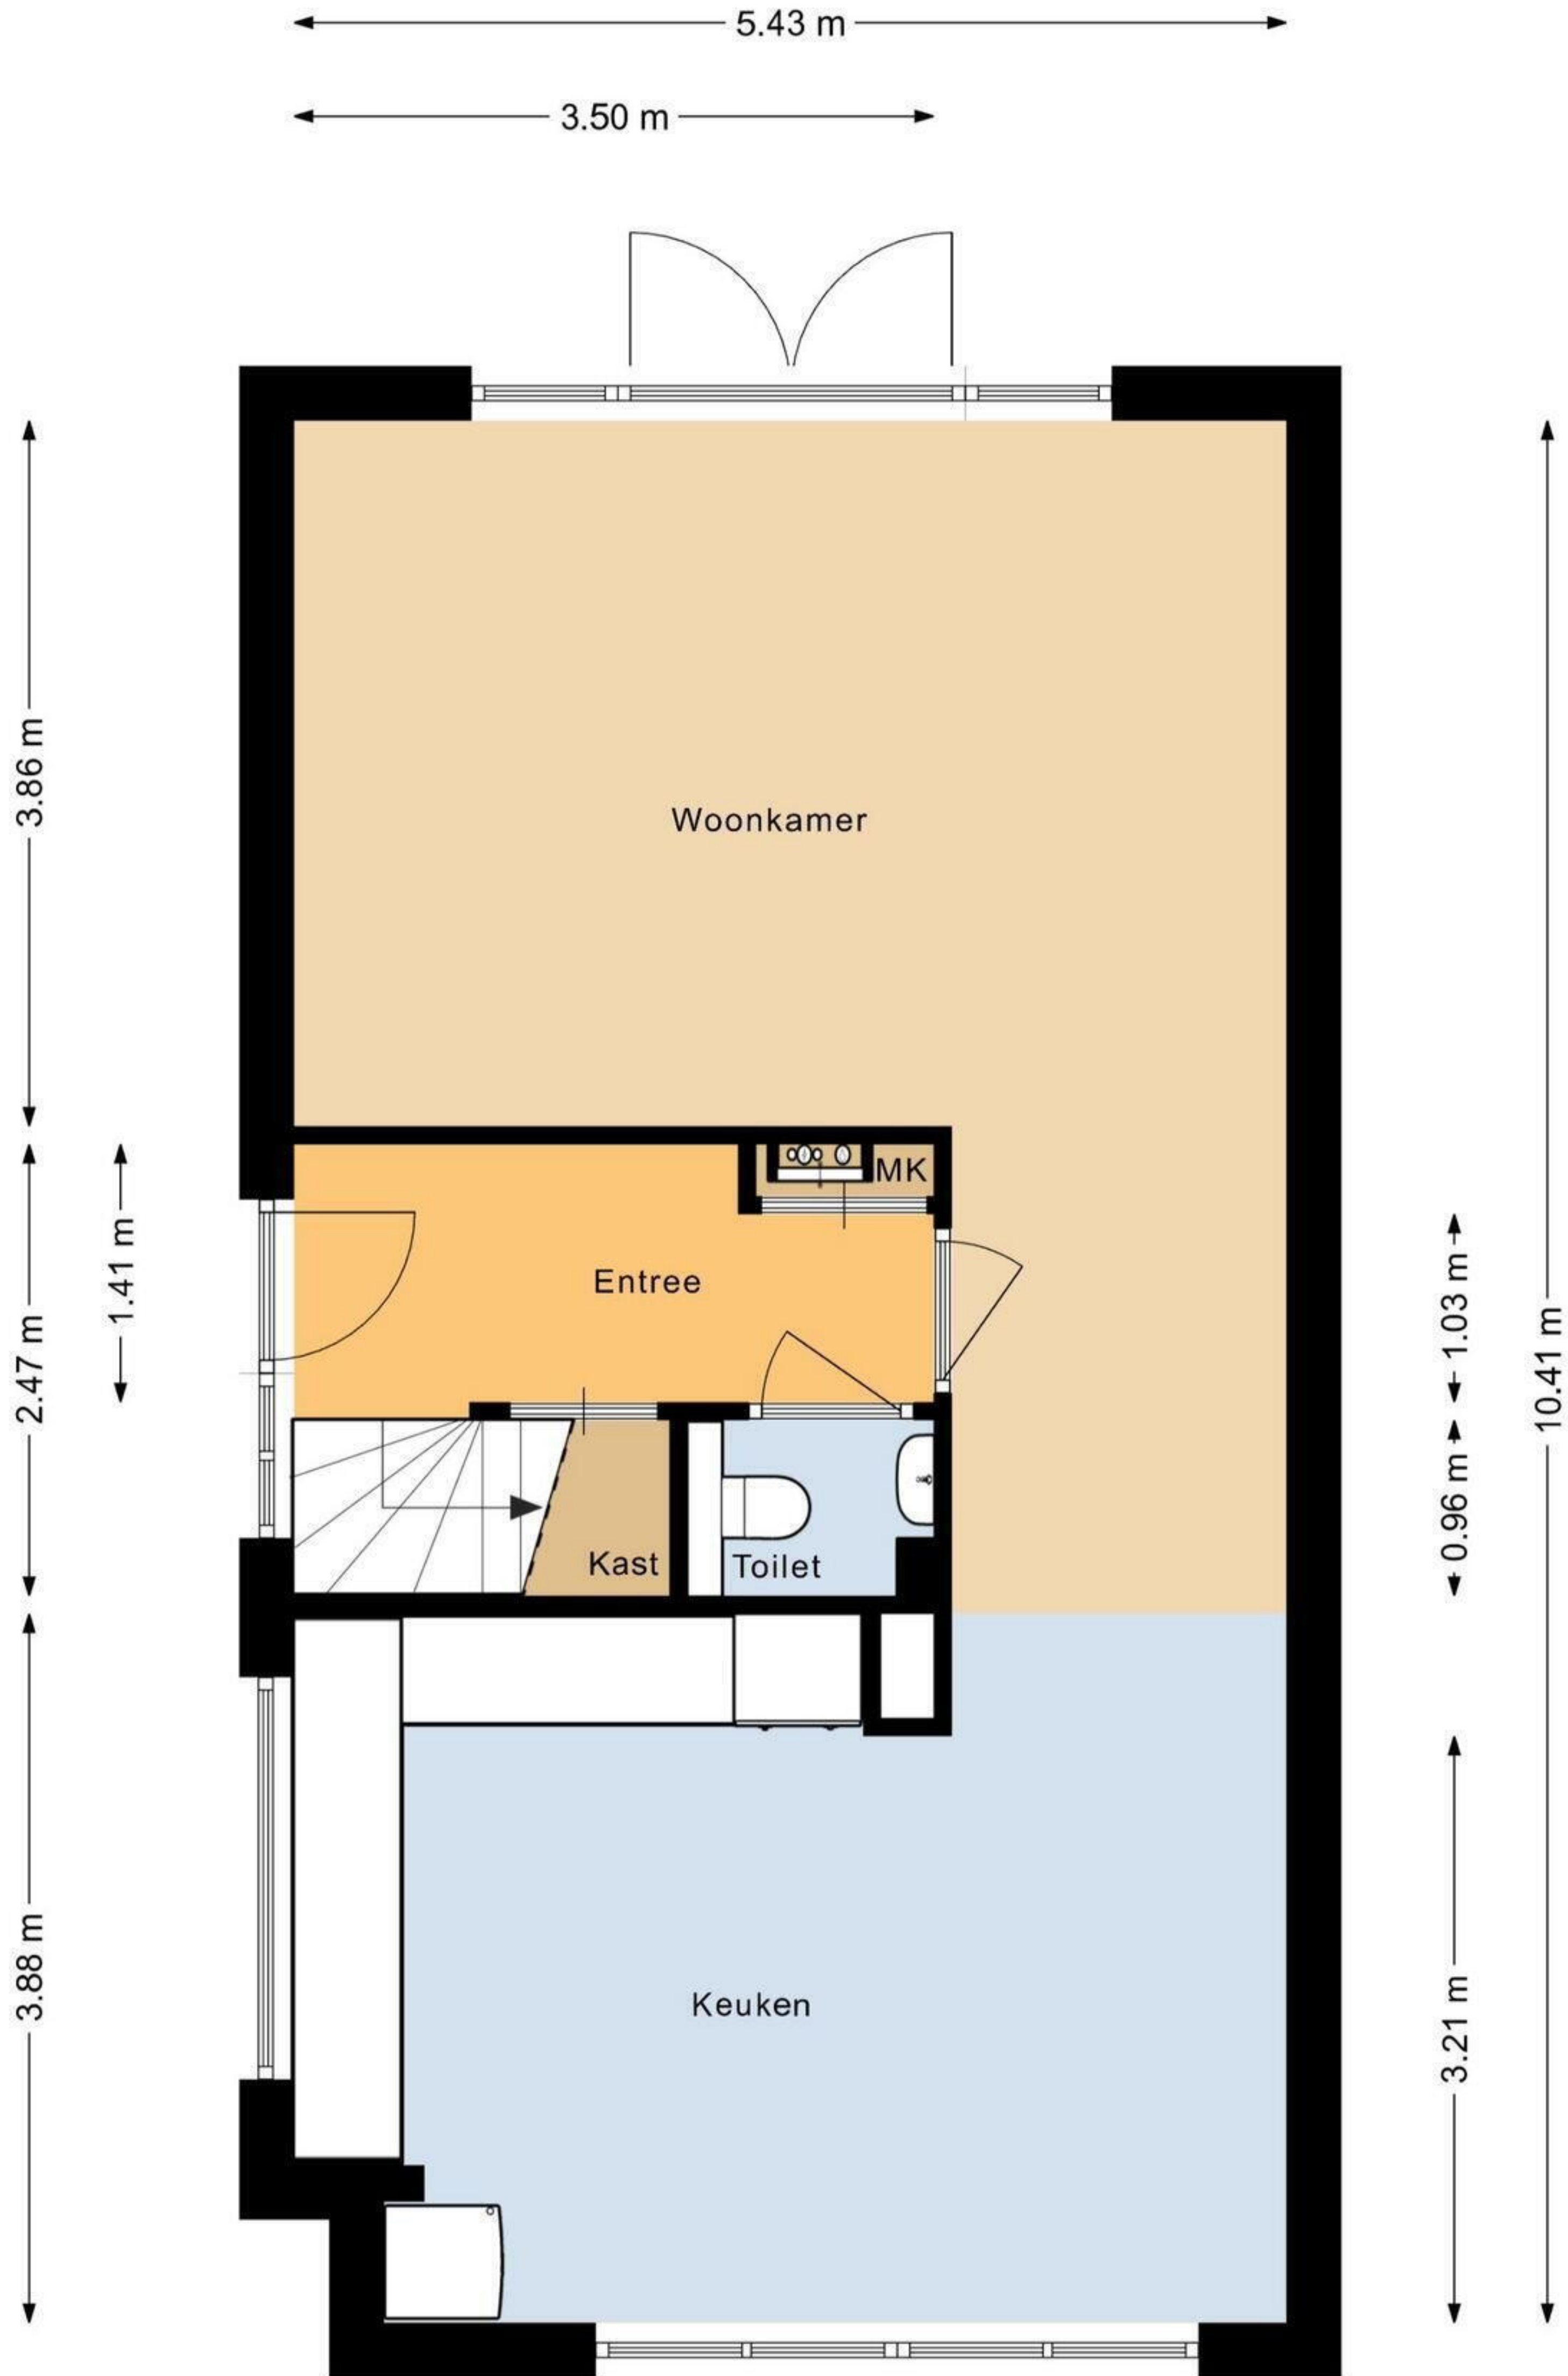 5.43 m
3.50 m
3.86 m
Woonkamer
MK
1.41 m
Entree
1.03 m
2.47 m
10.41 m
0.96 m
Kast
Toilet
3.88 m
Keuken
3.21 m